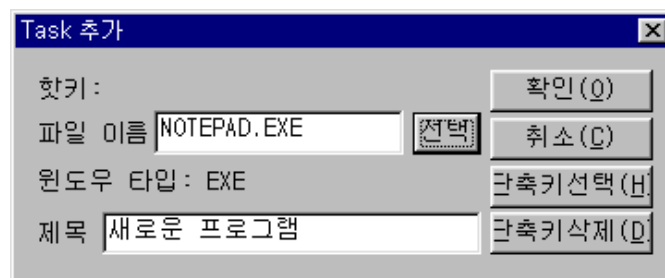 Task 추가
핫키:
확인(O)
파일 이름 NOTEPAD.EXE 선택
취소(C)
윈도우 타입: EXE
단축키선택(H)
제목 새로운 프로그램
단축키삭제(D)